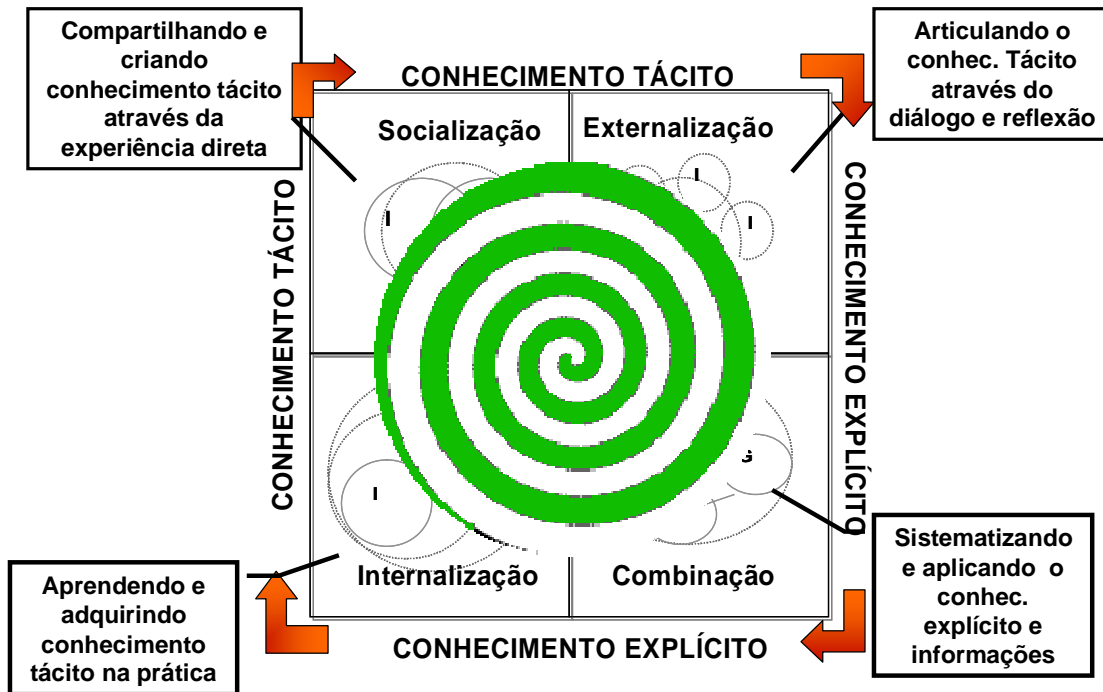 Compartilhando e
criando
conhecimento tácito
através da
experiência direta
CONHECIMENTO TÁCITO
Articulando o
conhec. Tácito
através do
diálogo e reflexão
Socialização
Externalização
I
I
I
CONHECIMENTO TÁCITO
CONHECIMENTO EXPLÍCITO
I
G
Internalização
Combinação
Aprendendo e
adquirindo
conhecimento
tácito na prática
CONHECIMENTO EXPLÍCITO
Sistematizando
e aplicando o
conhec.
explícito e
informações